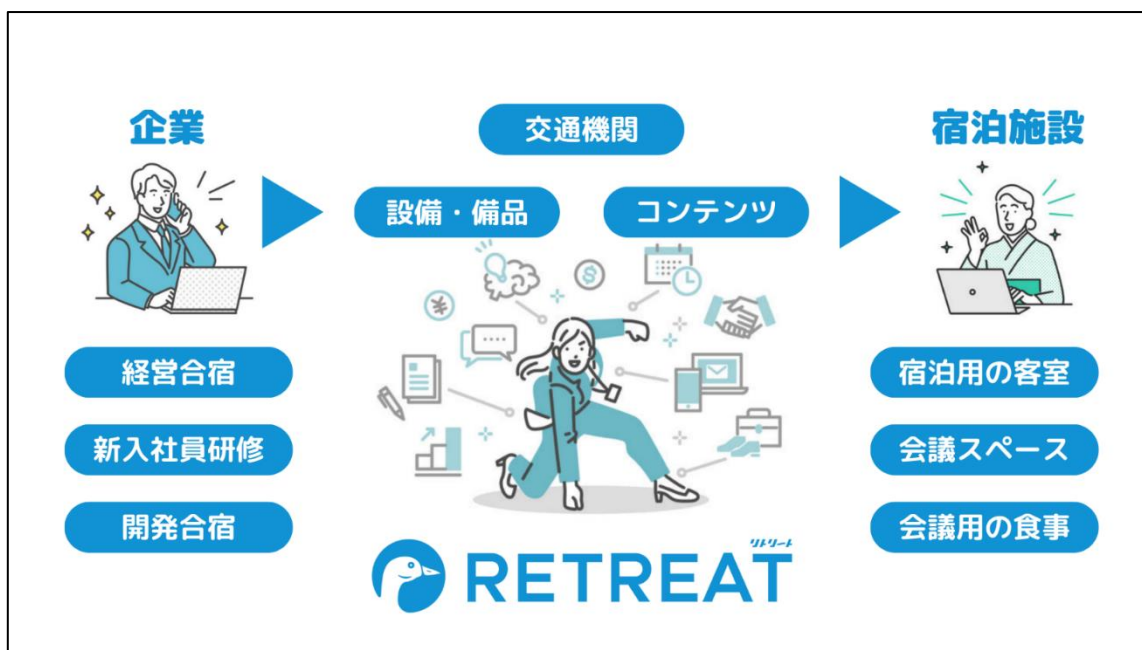 企業
経営合宿
新入社員研修
開発合宿
交通機関
設備・備品
コンテンツ
¥
$
リトリート
RETREAT
宿泊施設
宿泊用の客室
会議スペース
会議用の食事